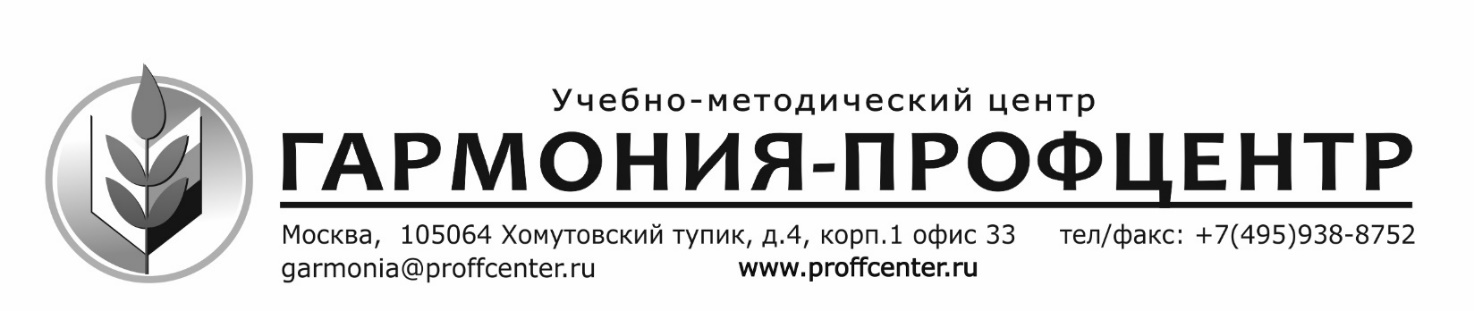 Учебно-методический центр
ГАРМОНИЯ-ПРОФЦЕНТР
Москва, 105064 Хомутовский тупик, д.4, корп.1 офис 33 тел/факс: +7(495)938-8752
garmonia@proffcenter.ru www.proffcenter.ru